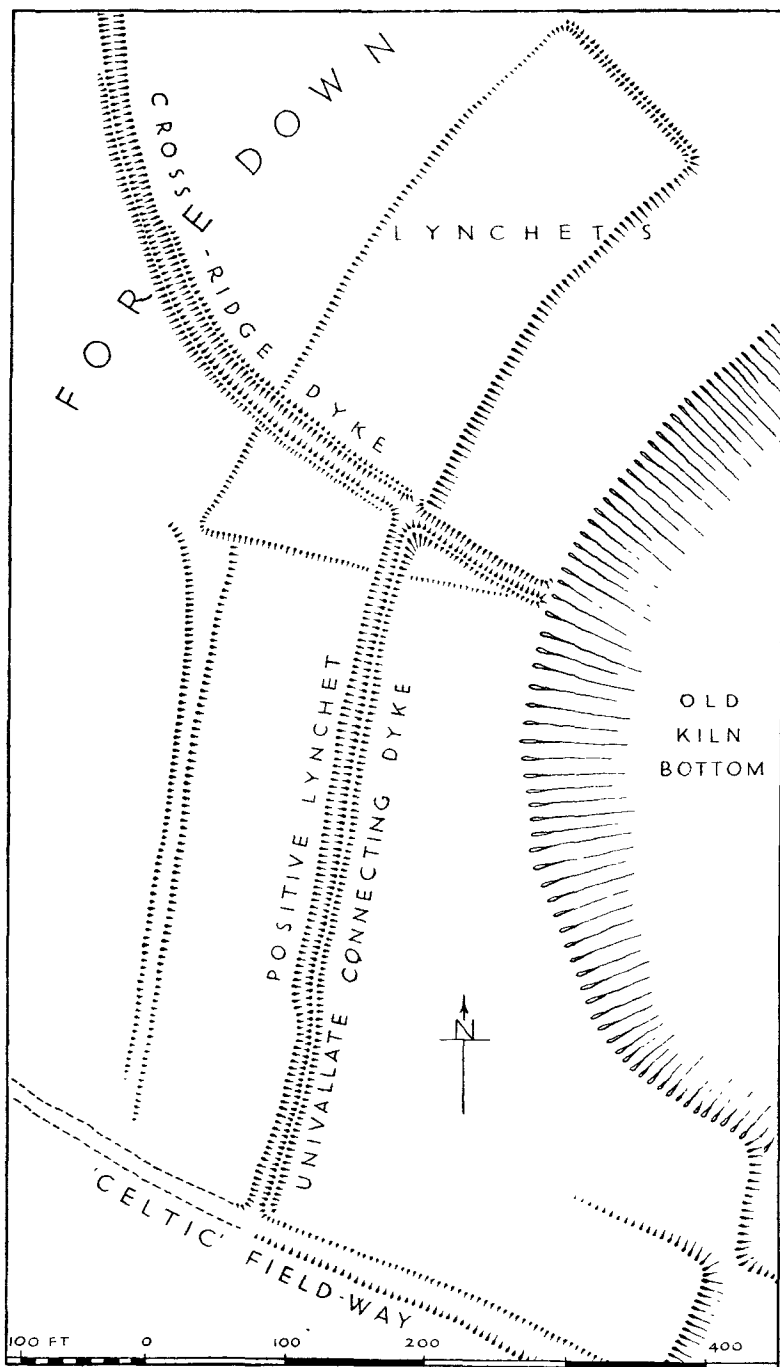 FORE DOWN
CROSS-RIDGE DYKE
LYNCHETS
OLD
KILN
BOTTOM
POSITIVE LYNCHET
UNIVALLATE CONNECTING DYKE
N
'CELTIC' FIELD-WAY
100 FT 0 100 200 400